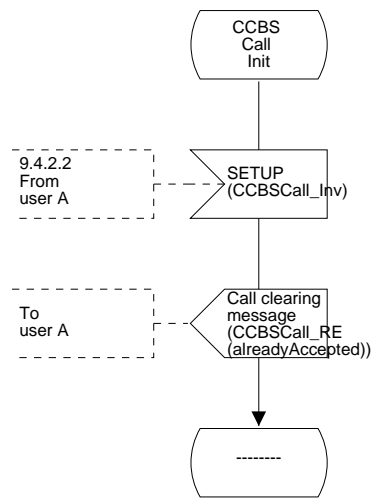 CCBS
Call
Init
9.4.2.2
From
user A
SETUP
(CCBSCall_Inv)
To
user A
Call clearing
message
(CCBSCall_RE
(alreadyAccepted))
--------